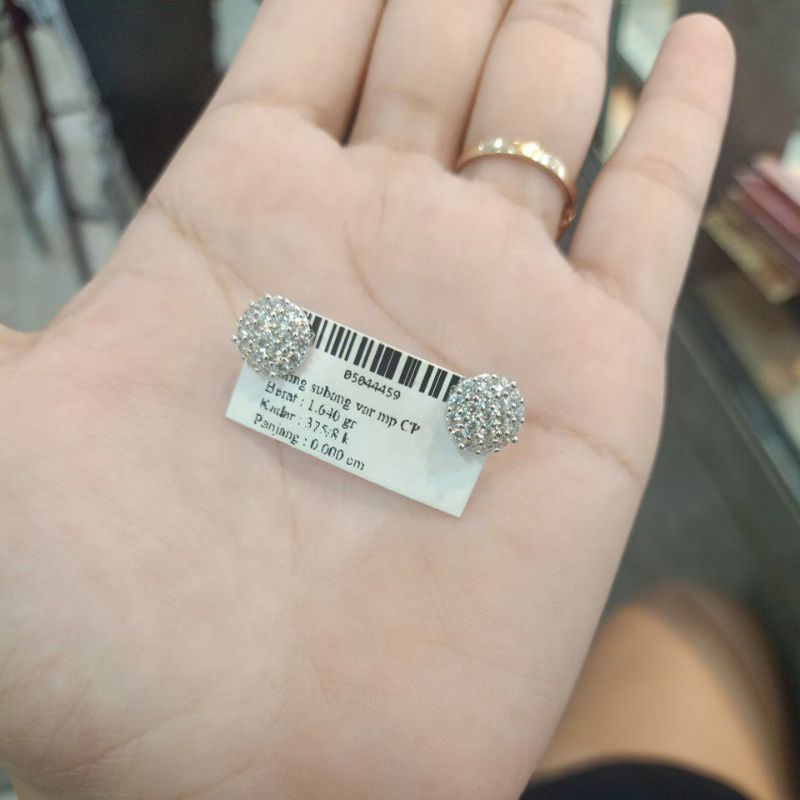 05044459
subang var mp CP
Berat : 1.640 gr
Kadar : 375/8 k
Panjang : 0.000 cm